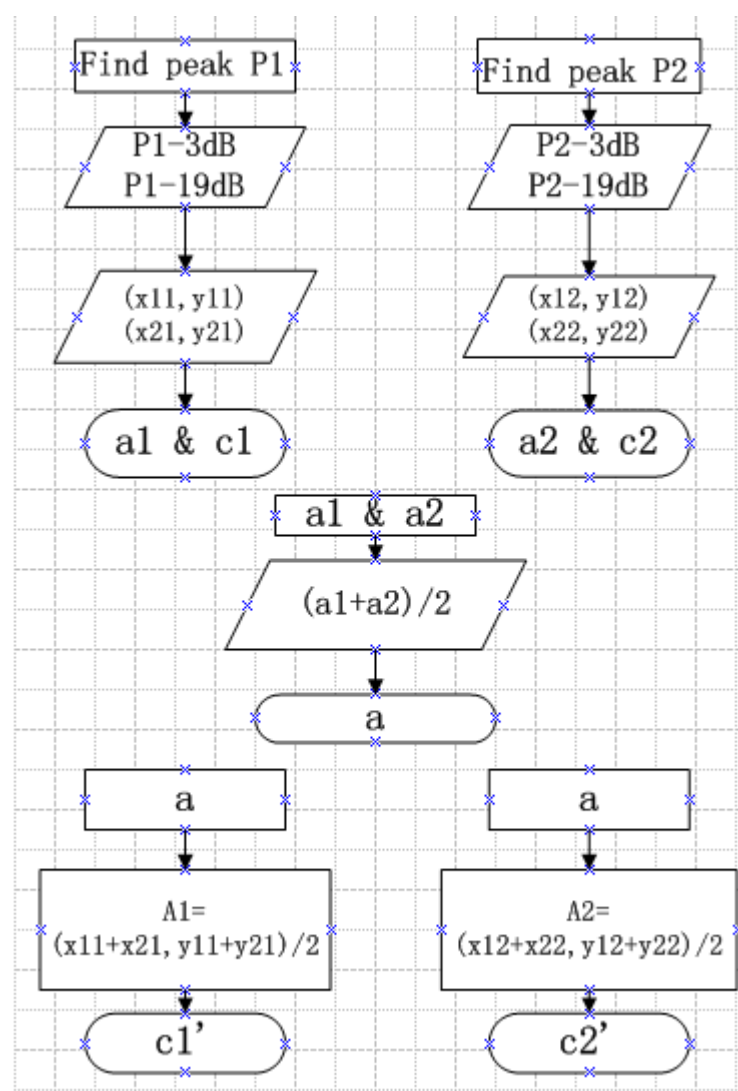 Find peak P1
Find peak P2
P1-3dB
P1-19dB
P2-3dB
P2-19dB
(x11,y11)
(x21,y21)
(x12,y12)
(x22,y22)
a1 & c1
a2 & c2
a1 & a2
(a1+a2)/2
a
a
a
A1=
(x11+x21,y11+y21)/2
A2=
(x12+x22,y12+y22)/2
c1'
c2'